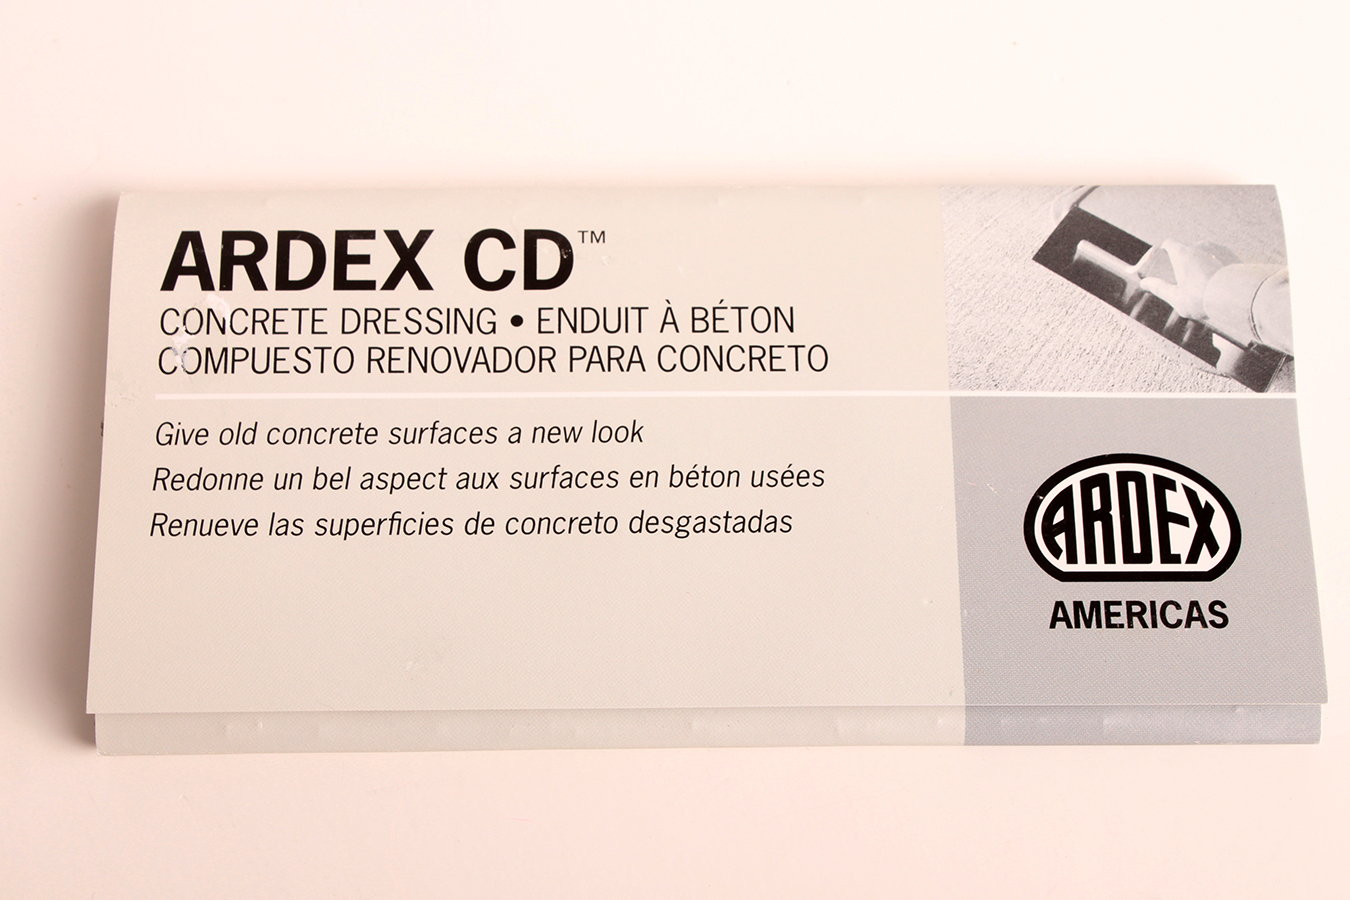 ARDEX CD™
CONCRETE DRESSING • ENDUIT À BÉTON
COMPUESTO RENOVADOR PARA CONCRETO
Give old concrete surfaces a new look
Redonne un bel aspect aux surfaces en béton usées
Renueve las superficies de concreto desgastadas
ARDEX
AMERICAS